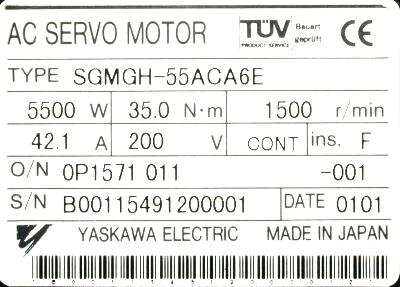 AC SERVO MOTOR TÜV Bauart geprüft CE
PRODUCT SERVICE
TYPE SGMGH-55ACA6E
5500 W 35.0 N·m 1500 r/min
42.1 A 200 V CONT ins. F
O/N 0P1571 011 -001
S/N B00115491200001 DATE 0101
YASKAWA ELECTRIC MADE IN JAPAN